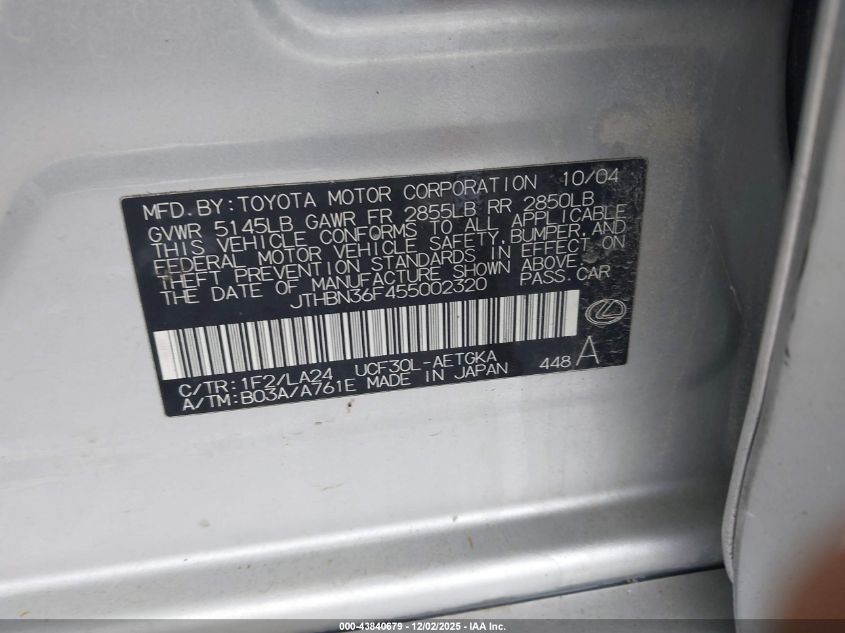 MFD. BY: TOYOTA MOTOR CORPORATION 10/04
GVWR 5145LB GAWR FR 2855LB RR 2850LB
THIS VEHICLE CONFORMS TO ALL APPLICABLE
FEDERAL MOTOR VEHICLE SAFETY, BUMPER, AND
THEFT PREVENTION STANDARDS IN EFFECT ON
THE DATE OF MANUFACTURE SHOWN ABOVE.
JTHBN36F455002320 PASS. CAR
C/TR: 1F2/LA24 UCF30L-AETGKA
A/TM: B03A/A761E MADE IN JAPAN 448 A
000-43840679 - 12/02/2025 - IAA Inc.